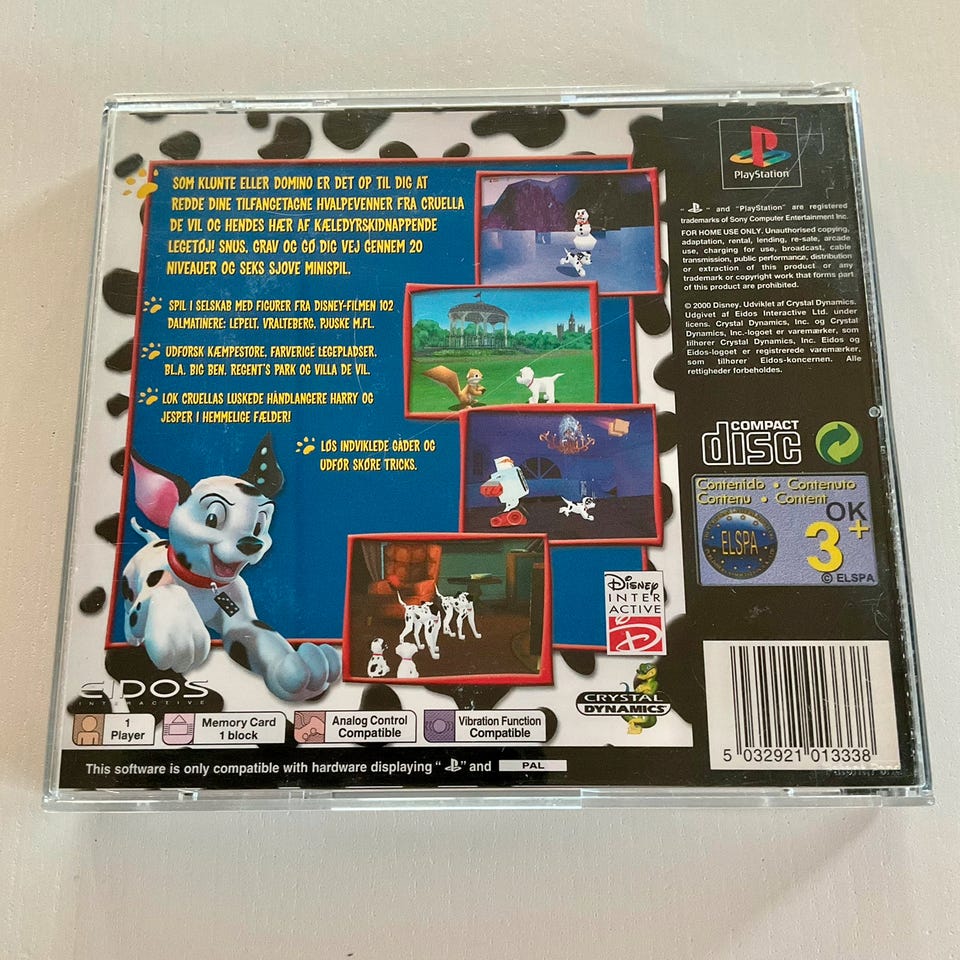 SOM KLUNTE ELLER DOMINO ER DET OP TIL DIG AT
REDDE DINE TILFANGETAGNE HVALPEVENNER FRA CRUELLA
DE VIL OG HENDES HÆR AF KÆLEDYRSKIDNAPPENDE
LEGETØJ! SNUS, GRAV OG GØ DIG VEJ GENNEM 20
NIVEAUER OG SEKS SJOVE MINISPIL.
SPIL I SELSKAB MED FIGURER FRA DISNEY-FILMEN 102
DALMATINERE: LEPELT, VRALTEBERG, PJUSKE M.FL.
UDFORSK KÆMPESTORE, FARVERIGE LEGEPLADSER,
BL.A. BIG BEN, REGENT'S PARK OG VILLA DE VIL.
LOK CRUELLAS LUSKEDE HÅNDLANGERE HARRY OG
JESPER I HEMMELIGE FÆLDER!
LØS INDVIKLEDE GÅDER OG
UDFØR SKØRE TRICKS.
PlayStation
" " and "PlayStation" are registered
trademarks of Sony Computer Entertainment Inc.
FOR HOME USE ONLY. Unauthorised copying,
adaptation, rental, lending, re-sale, arcade
use, charging for use, broadcast, cable
transmission, public performance, distribution
or extraction of this product or any
trademark or copyright work that forms part
of this product are prohibited.
© 2000 Disney. Udviklet af Crystal Dynamics.
Udgivet af Eidos Interactive Ltd. under
licens. Crystal Dynamics, Inc. og Crystal
Dynamics, Inc.-logoet er varemærker, som
tilhører Crystal Dynamics, Inc. Eidos og
Eidos-logoet er registrerede varemærker,
som tilhører Eidos-koncernen. Alle
rettigheder forbeholdes.
COMPACT
disc
Contenido • Contenuto
Contenu • Content
OK
3+
ELSPA
© ELSPA
DISNEY
INTER
ACTIVE
D
EIDOS
INTERACTIVE
CRYSTAL
DYNAMICS
1
Player
Memory Card
1 block
Analog Control
Compatible
Vibration Function
Compatible
This software is only compatible with hardware displaying " " and PAL
5 032921 013338